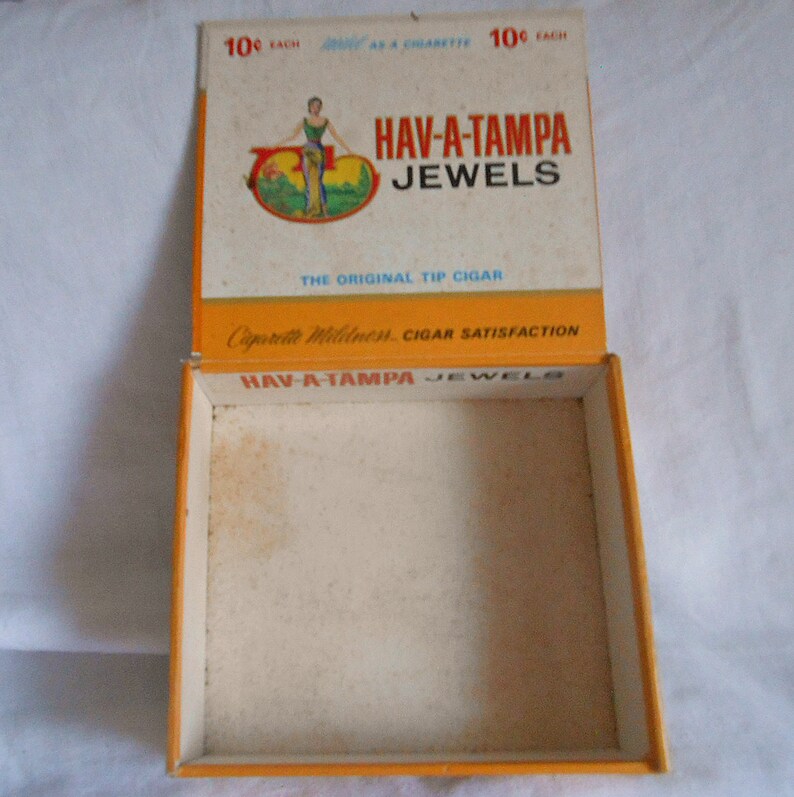 10¢ EACH Mild AS A CIGARETTE 10¢ EACH
HAV-A-TAMPA
JEWELS
THE ORIGINAL TIP CIGAR
Cigarette Mildness... CIGAR SATISFACTION
HAV-A-TAMPA JEWELS